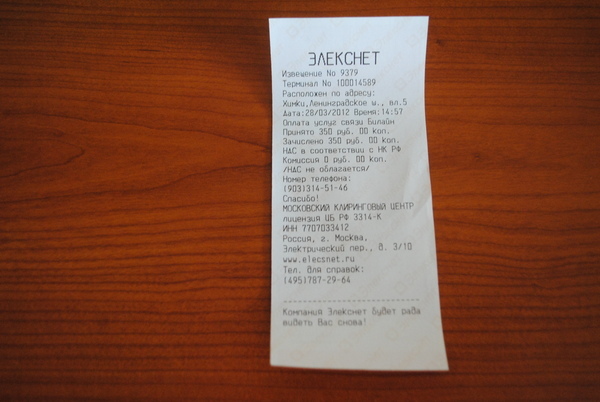 ЭЛЕКСНЕТ
Извещение No 9379
Терминал No 100014589
Расположен по адресу:
Химки,Ленинградское ш., вл.5
Дата:28/03/2012 Время:14:57
Оплата услуг связи Билайн
Принято 350 руб. 00 коп.
Зачислено 350 руб. 00 коп.
НДС в соответствии с НК РФ
Комиссия 0 руб. 00 коп.
/НДС не облагается/
Номер телефона:
(903)314-51-46
Спасибо!
МОСКОВСКИЙ КЛИРИНГОВЫЙ ЦЕНТР
лицензия ЦБ РФ 3314-К
ИНН 7707033412
Россия, г. Москва,
Электрический пер., д. 3/10
www.elecsnet.ru
Тел. для справок:
(495)787-29-64
Компания Элекснет будет рада
видеть Вас снова!